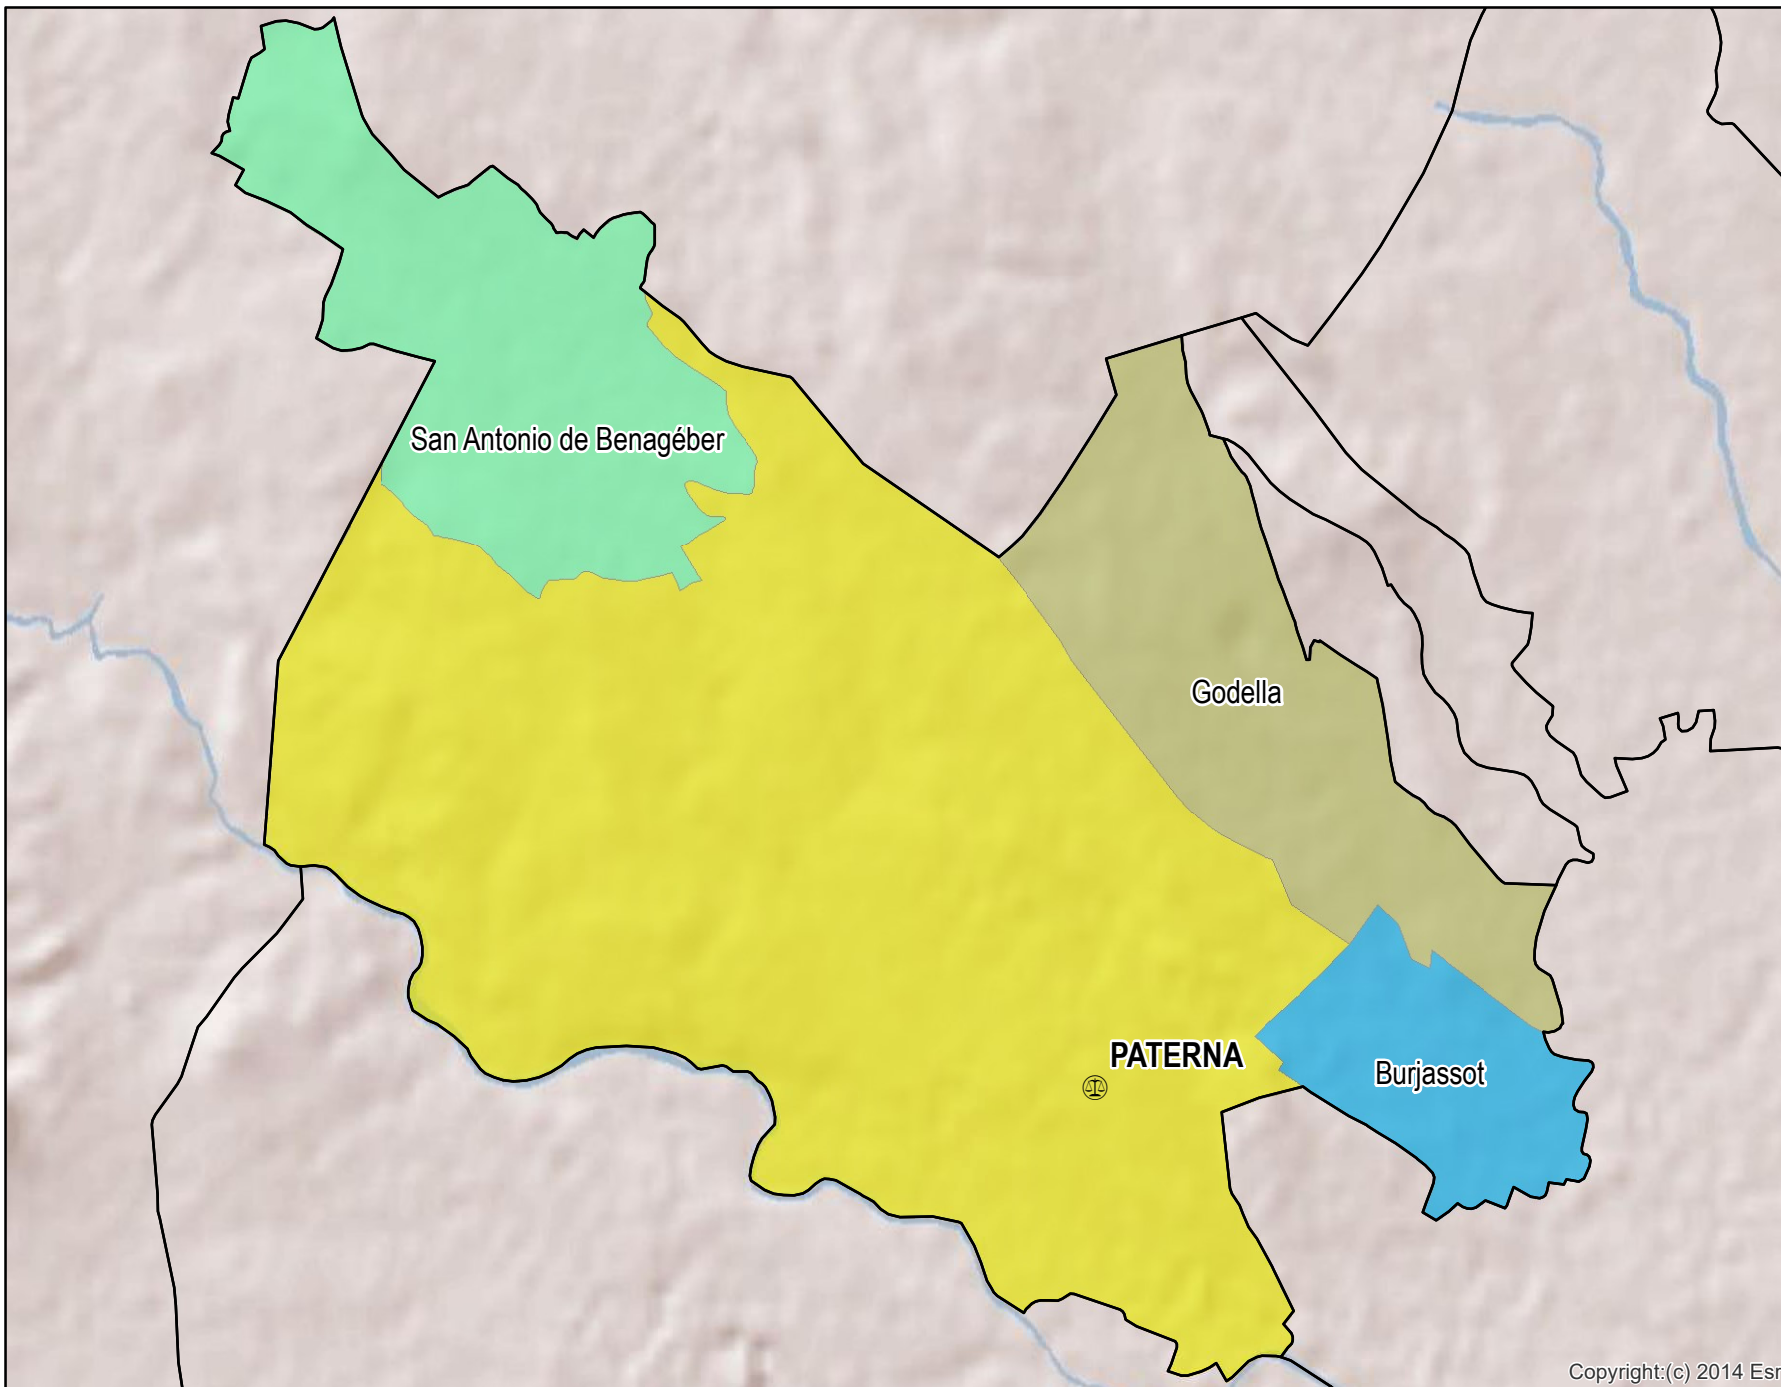 San Antonio de Benagéber
Godella
PATERNA
Burjassot
Copyright:(c) 2014 Esr